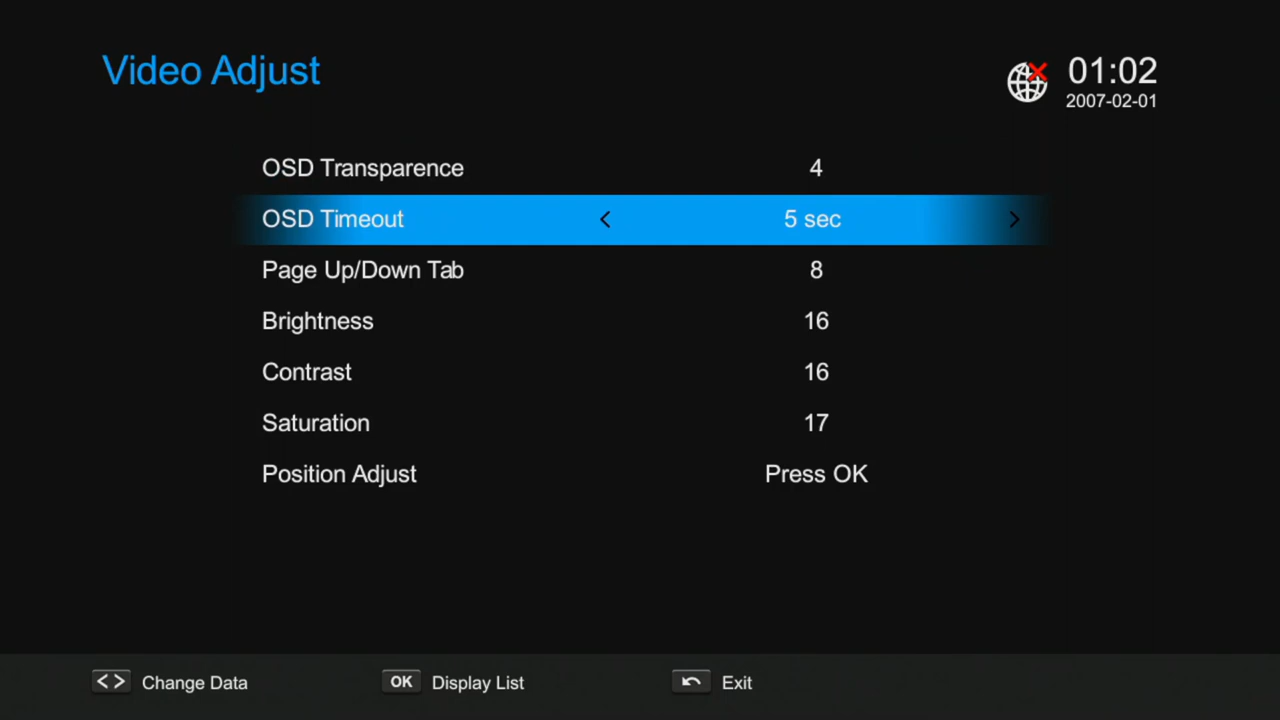 Video Adjust
01:02
2007-02-01
OSD Transparence 4
OSD Timeout < 5 sec >
Page Up/Down Tab 8
Brightness 16
Contrast 16
Saturation 17
Position Adjust Press OK
<> Change Data OK Display List Exit